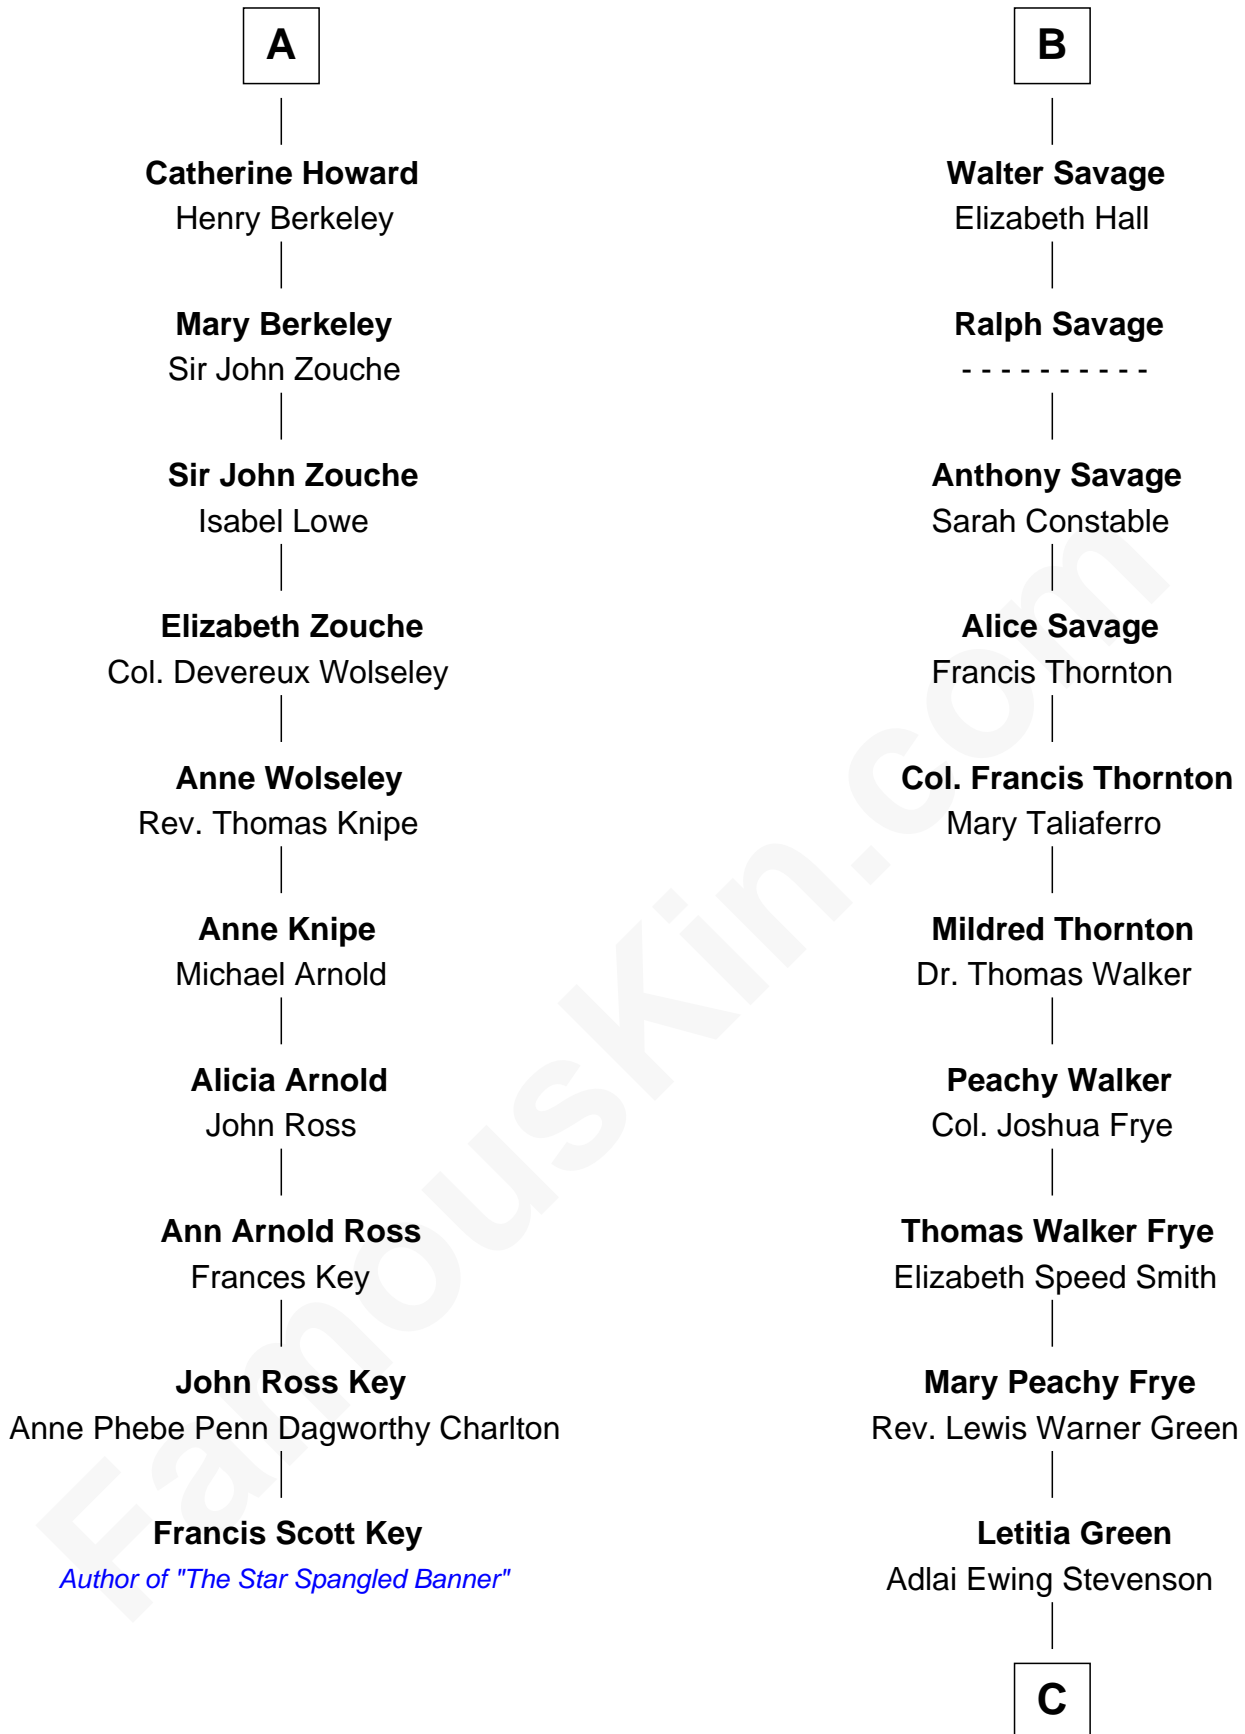 A
Catherine Howard
Henry Berkeley
Mary Berkeley
Sir John Zouche
Sir John Zouche
Isabel Lowe
Elizabeth Zouche
Col. Devereux Wolseley
Anne Wolseley
Rev. Thomas Knipe
Anne Knipe
Michael Arnold
Alicia Arnold
John Ross
Ann Arnold Ross
Frances Key
John Ross Key
Anne Phebe Penn Dagworthy Charlton
Francis Scott Key
Author of "The Star Spangled Banner"
B
Walter Savage
Elizabeth Hall
Ralph Savage
- - - - - - - - - -
Anthony Savage
Sarah Constable
Alice Savage
Francis Thornton
Col. Francis Thornton
Mary Taliaferro
Mildred Thornton
Dr. Thomas Walker
Peachy Walker
Col. Joshua Frye
Thomas Walker Frye
Elizabeth Speed Smith
Mary Peachy Frye
Rev. Lewis Warner Green
Letitia Green
Adlai Ewing Stevenson
C
FamousKin.com